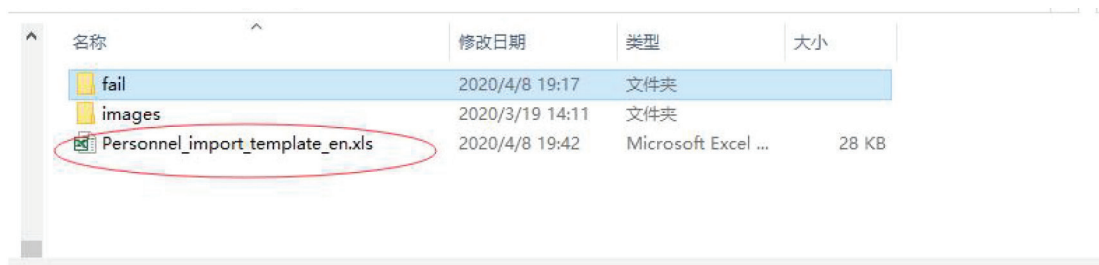 名称 修改日期 类型 大小
fail 2020/4/8 19:17 文件夹
images 2020/3/19 14:11 文件夹
Personnel_import_template_en.xls 2020/4/8 19:42 Microsoft Excel ... 28 KB